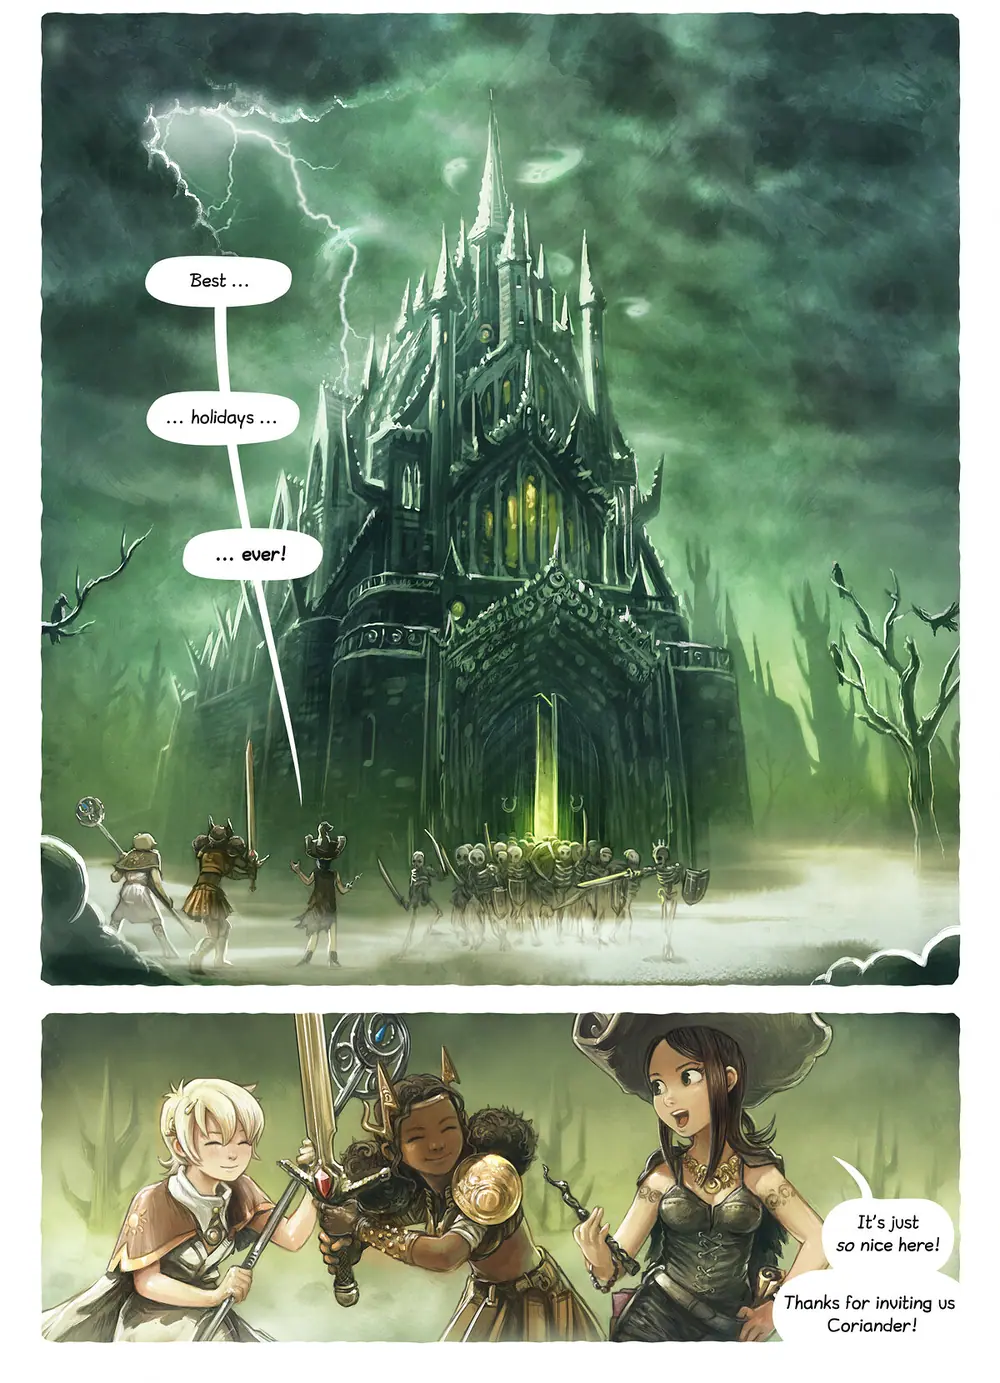 Best ...
... holidays ...
... ever!
It's just
so nice here!
Thanks for inviting us
Coriander!